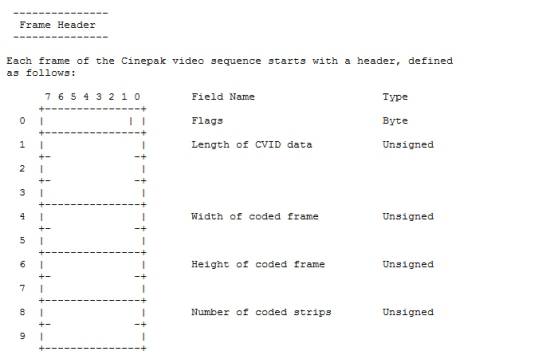 ---------------
Frame Header
---------------
Each frame of the Cinepak video sequence starts with a header, defined
as follows:
7 6 5 4 3 2 1 0 Field Name Type
+---------------+
0 | | | Flags Byte
+---------------+
1 | | Length of CVID data Unsigned
+- -+
2 | |
+- -+
3 | |
+---------------+
4 | | Width of coded frame Unsigned
+- -+
5 | |
+---------------+
6 | | Height of coded frame Unsigned
+- -+
7 | |
+---------------+
8 | | Number of coded strips Unsigned
+- -+
9 | |
+---------------+